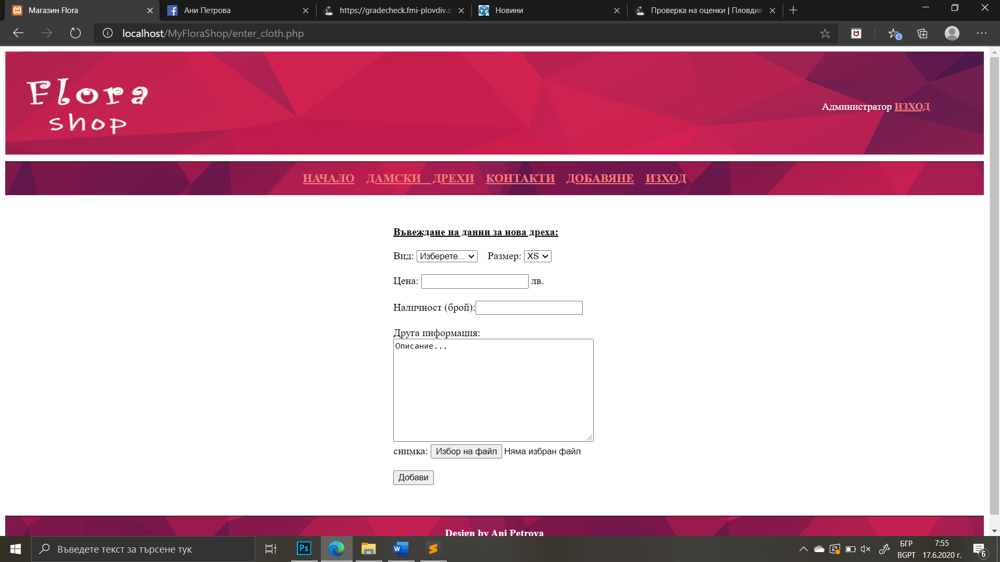 Магазин Flora
Ани Петрова
https://gradecheck.fmi-plovdiv.o
Новини
Проверка на оценки | Пловдив
localhost/MyFloraShop/enter_cloth.php
Flora
shop
Администратор ИЗХОД
НАЧАЛО ДАМСКИ ДРЕХИ КОНТАКТИ ДОБАВЯНЕ ИЗХОД
Въвеждане на данни за нова дреха:
Вид: Изберете... Размер: XS
Цена: лв.
Наличност (брой):
Друга информация:
Описание...
снимка: Избор на файл Няма избран файл
Добави
Design by Ani Petrova
Въведете текст за търсене тук
Ps
W
БГР
BGPT
7:55
17.6.2020 г.
6